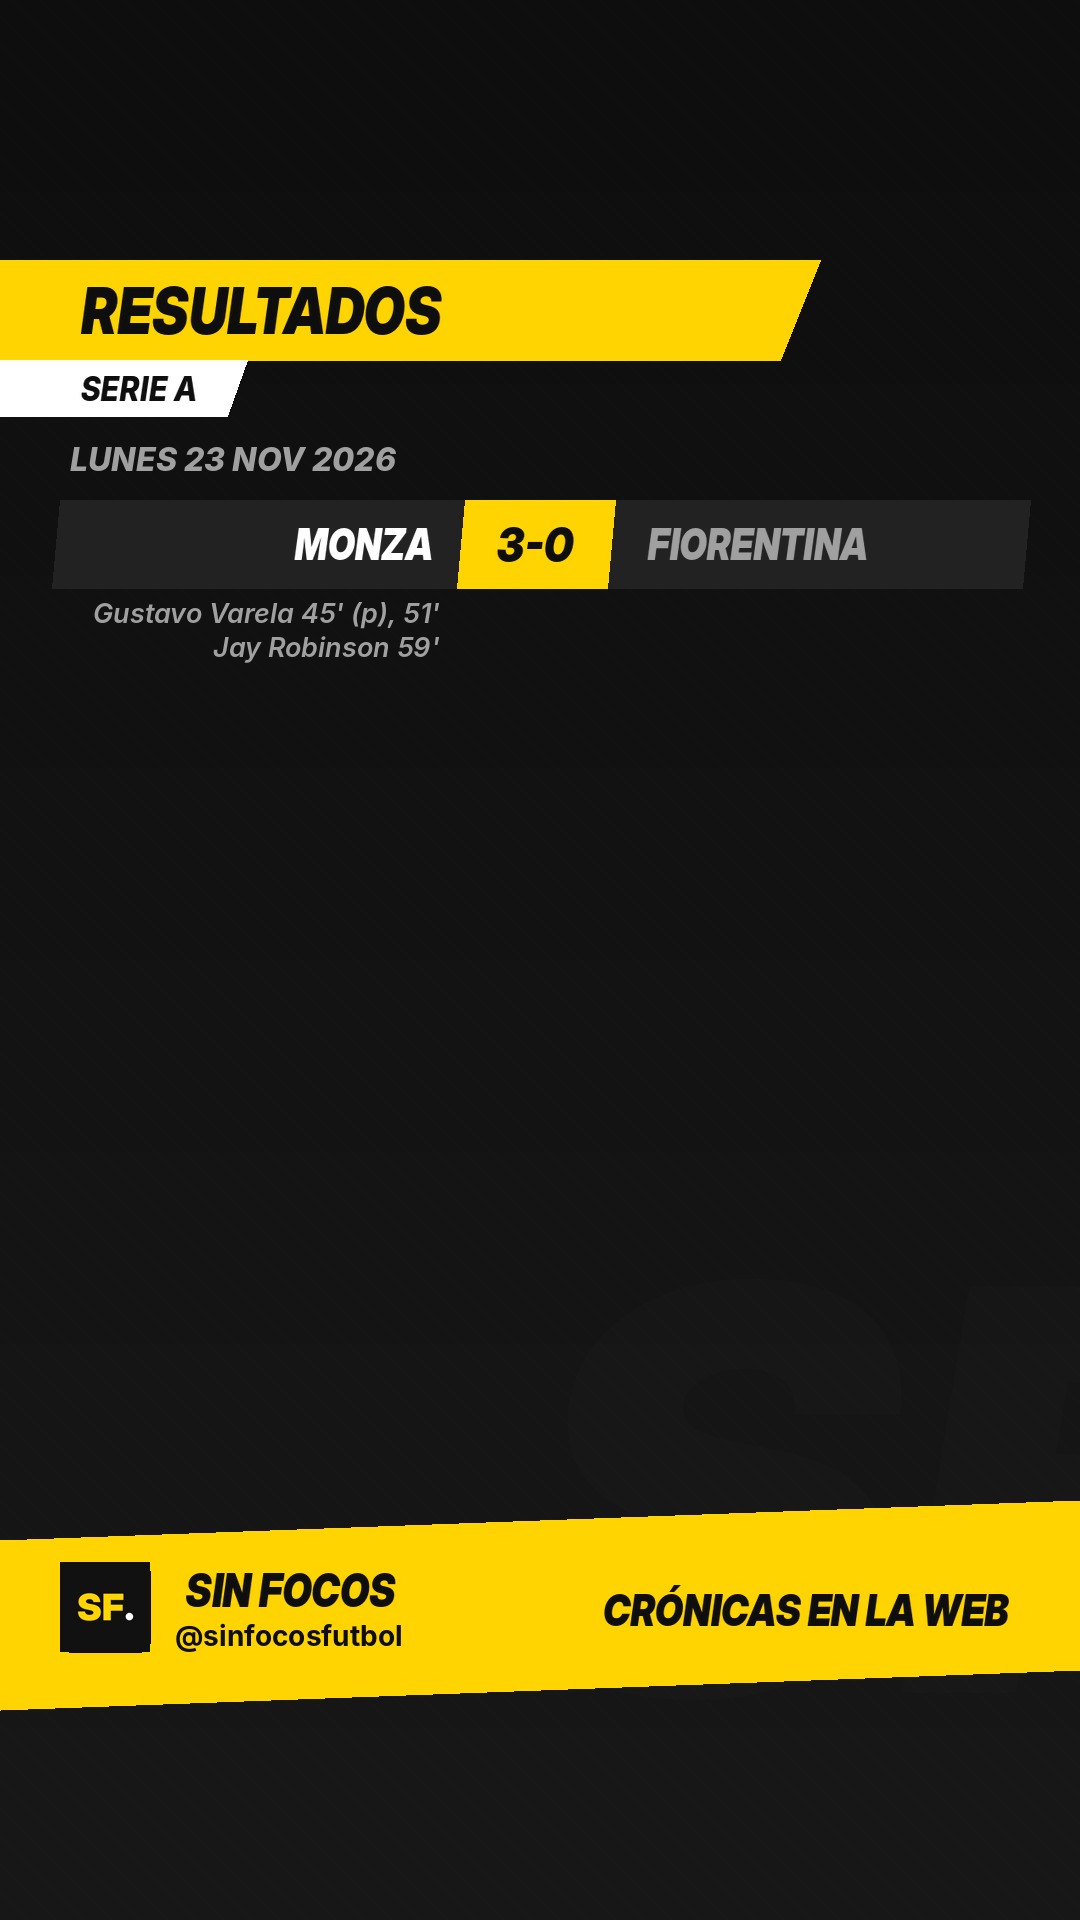 RESULTADOS
SERIE A
LUNES 23 NOV 2026
MONZA 3-0 FIORENTINA
Gustavo Varela 45' (p), 51'
Jay Robinson 59'
SF
SF.
SIN FOCOS
@sinfocosfutbol
CRÓNICAS EN LA WEB